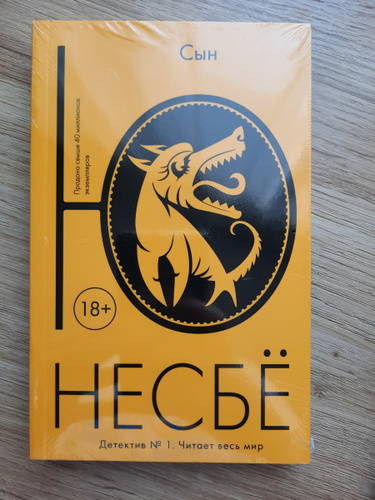 Сын
Продано свыше 40 миллионов
экземпляров
Ю
18+
НЕСБЁ
Детектив № 1. Читает весь мир